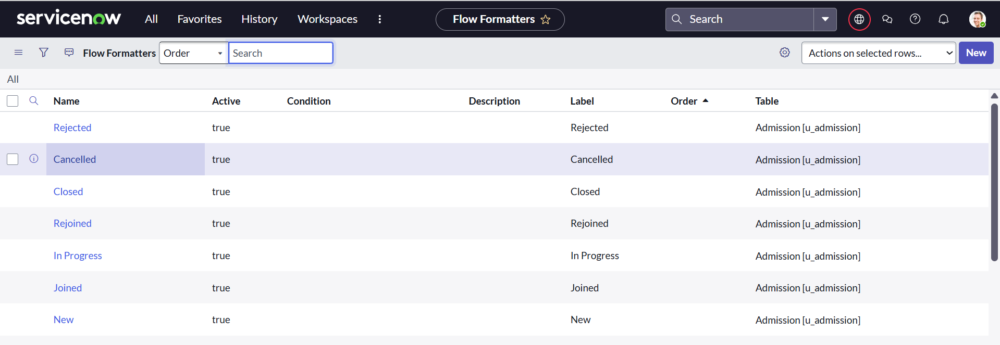 servicenow All Favorites History Workspaces Flow Formatters Search
Flow Formatters Order Search Actions on selected rows... New
All
Name Active Condition Description Label Order Table
Rejected true Rejected Admission [u_admission]
Cancelled true Cancelled Admission [u_admission]
Closed true Closed Admission [u_admission]
Rejoined true Rejoined Admission [u_admission]
In Progress true In Progress Admission [u_admission]
Joined true Joined Admission [u_admission]
New true New Admission [u_admission]